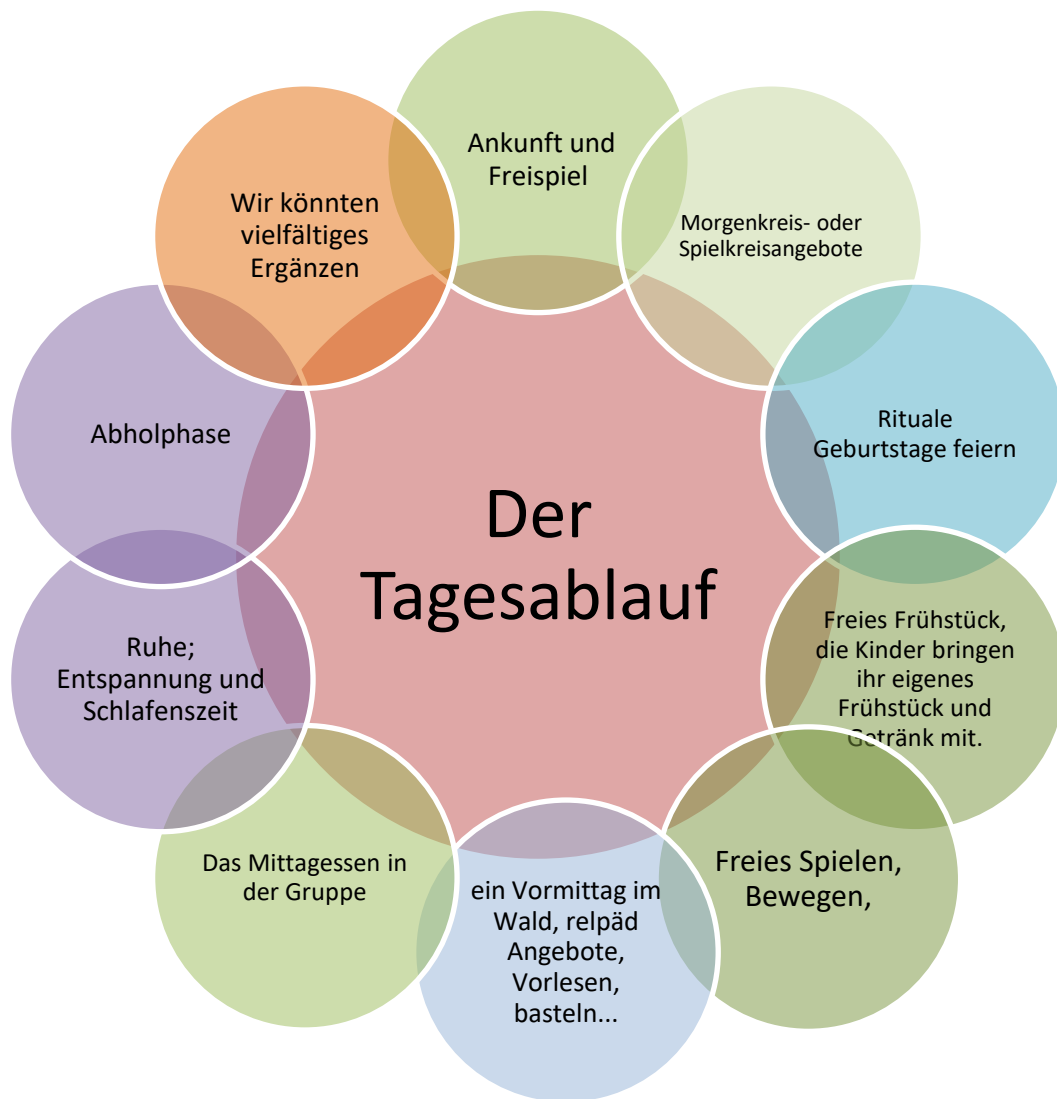 Der
Tagesablauf
Ankunft und
Freispiel
Morgenkreis- oder
Spielkreisangebote
Rituale
Geburtstage feiern
Freies Frühstück,
die Kinder bringen
ihr eigenes
Frühstück und
Getränk mit.
Freies Spielen,
Bewegen,
ein Vormittag im
Wald, relpäd
Angebote,
Vorlesen,
basteln...
Das Mittagessen in
der Gruppe
Ruhe;
Entspannung und
Schlafenszeit
Abholphase
Wir könnten
vielfältiges
Ergänzen